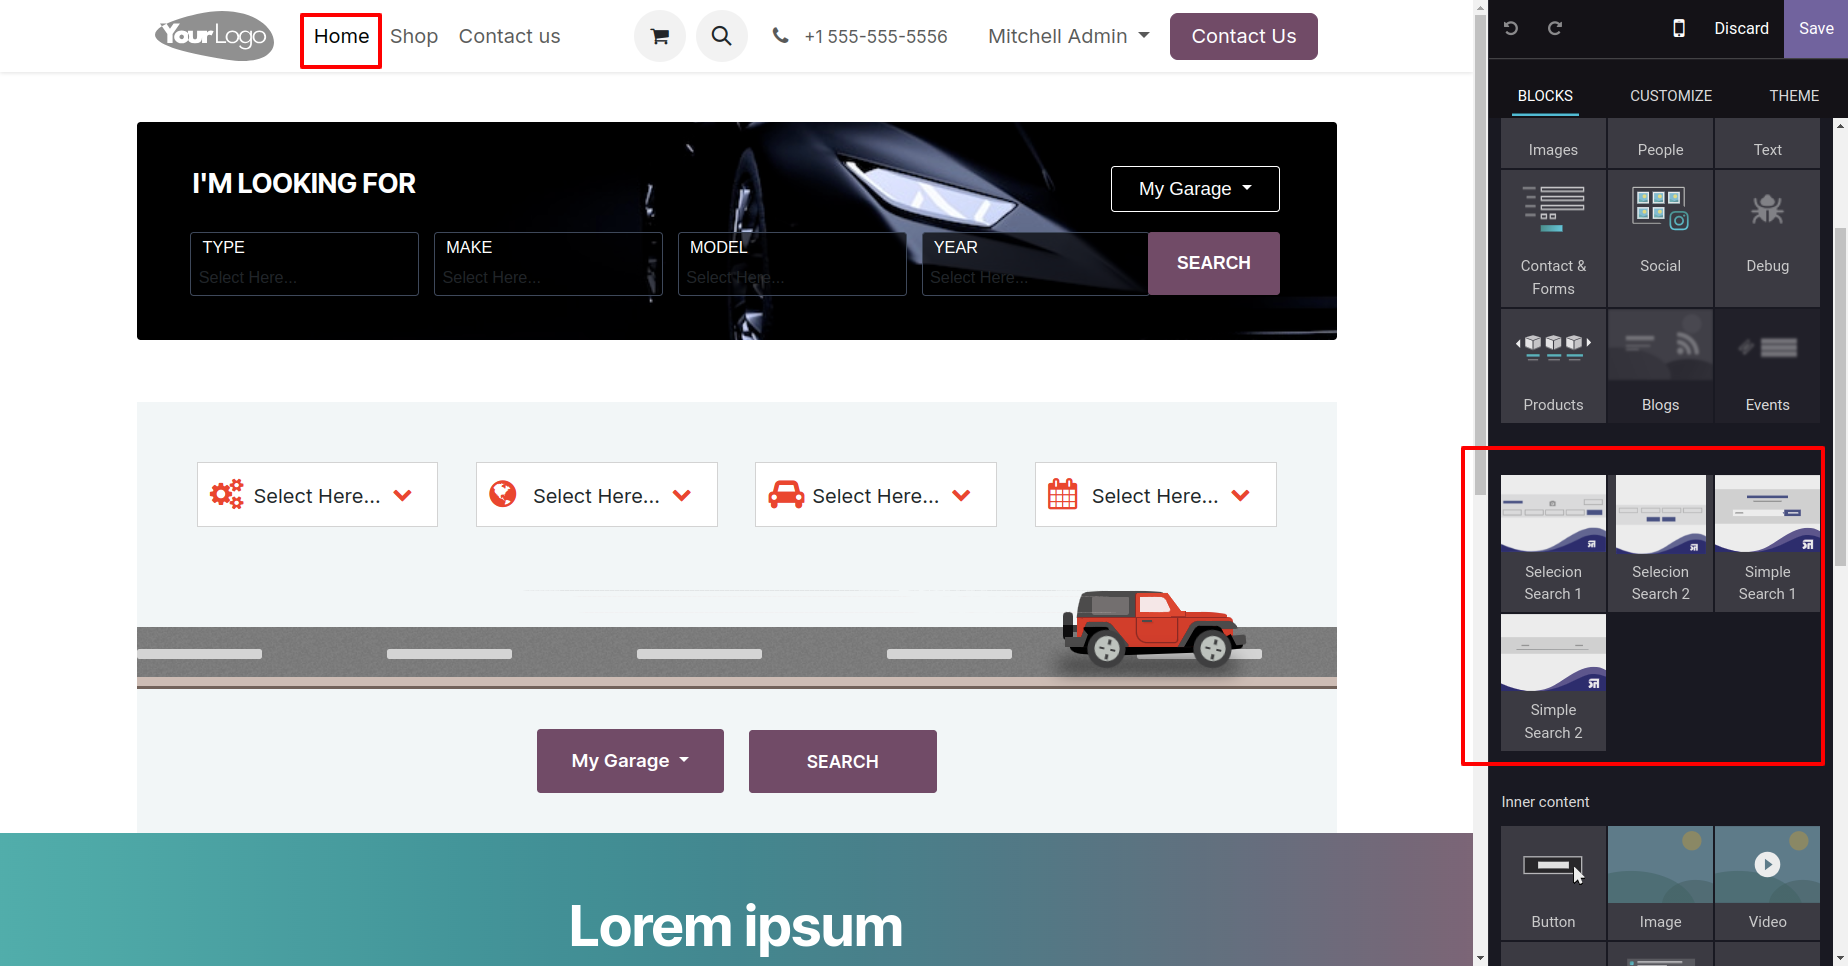 YourLogo
Home
Shop
Contact us
+1 555-555-5556
Mitchell Admin
Contact Us
Discard
Save
BLOCKS
CUSTOMIZE
THEME
I'M LOOKING FOR
My Garage
TYPE
Select Here...
MAKE
Select Here...
MODEL
Select Here...
YEAR
Select Here...
SEARCH
Select Here...
Select Here...
Select Here...
Select Here...
My Garage
SEARCH
Lorem ipsum
Images
People
Text
Contact &
Forms
Social
Debug
Products
Blogs
Events
Selecion
Search 1
Selecion
Search 2
Simple
Search 1
Simple
Search 2
Inner content
Button
Image
Video